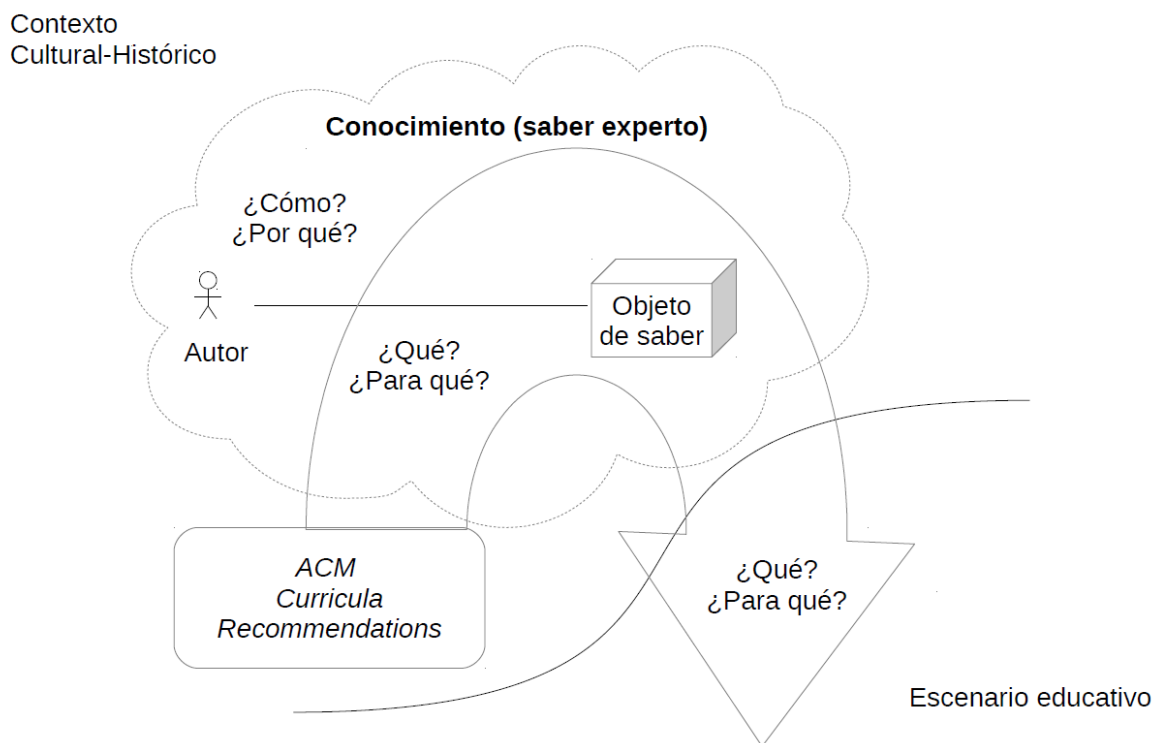 Contexto
Cultural-Histórico
Conocimiento (saber experto)
¿Cómo?
¿Por qué?
Autor
Objeto
de saber
¿Qué?
¿Para qué?
ACM
Curricula
Recommendations
¿Qué?
¿Para qué?
Escenario educativo